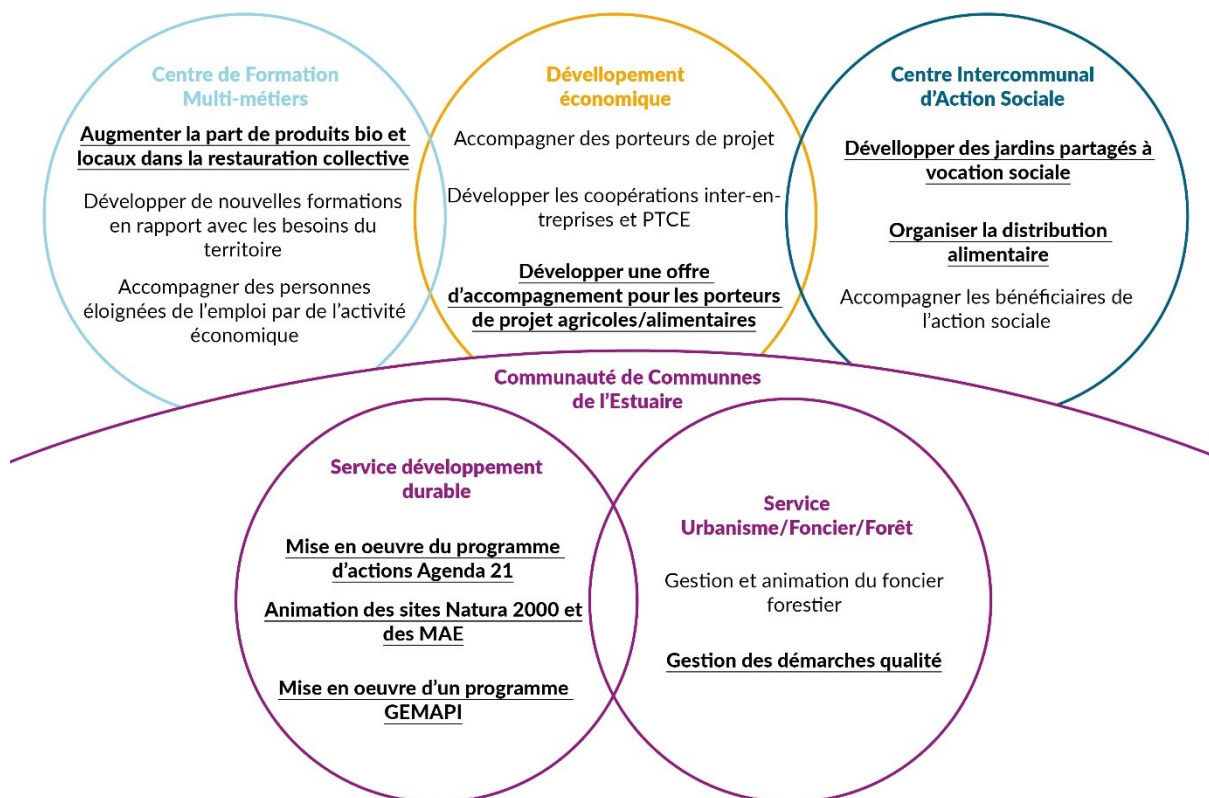 Centre de Formation
Multi-métiers
Augmenter la part de produits bio et
locaux dans la restauration collective
Développer de nouvelles formations
en rapport avec les besoins du
territoire
Accompagner des personnes
éloignées de l'emploi par de l'activité
économique
Dévellopement
économique
Accompagner des porteurs de projet
Développer les coopérations inter-en-
treprises et PTCE
Développer une offre
d'accompagnement pour les porteurs
de projet agricoles/alimentaires
Centre Intercommunal
d'Action Sociale
Dévellopper des jardins partagés à
vocation sociale
Organiser la distribution
alimentaire
Accompagner les bénéficiaires de
l'action sociale
Communauté de Communnes
de l'Estuaire
Service développement
durable
Mise en oeuvre du programme
d'actions Agenda 21
Animation des sites Natura 2000 et
des MAE
Mise en oeuvre d'un programme
GEMAPI
Service
Urbanisme/Foncier/Forêt
Gestion et animation du foncier
forestier
Gestion des démarches qualité